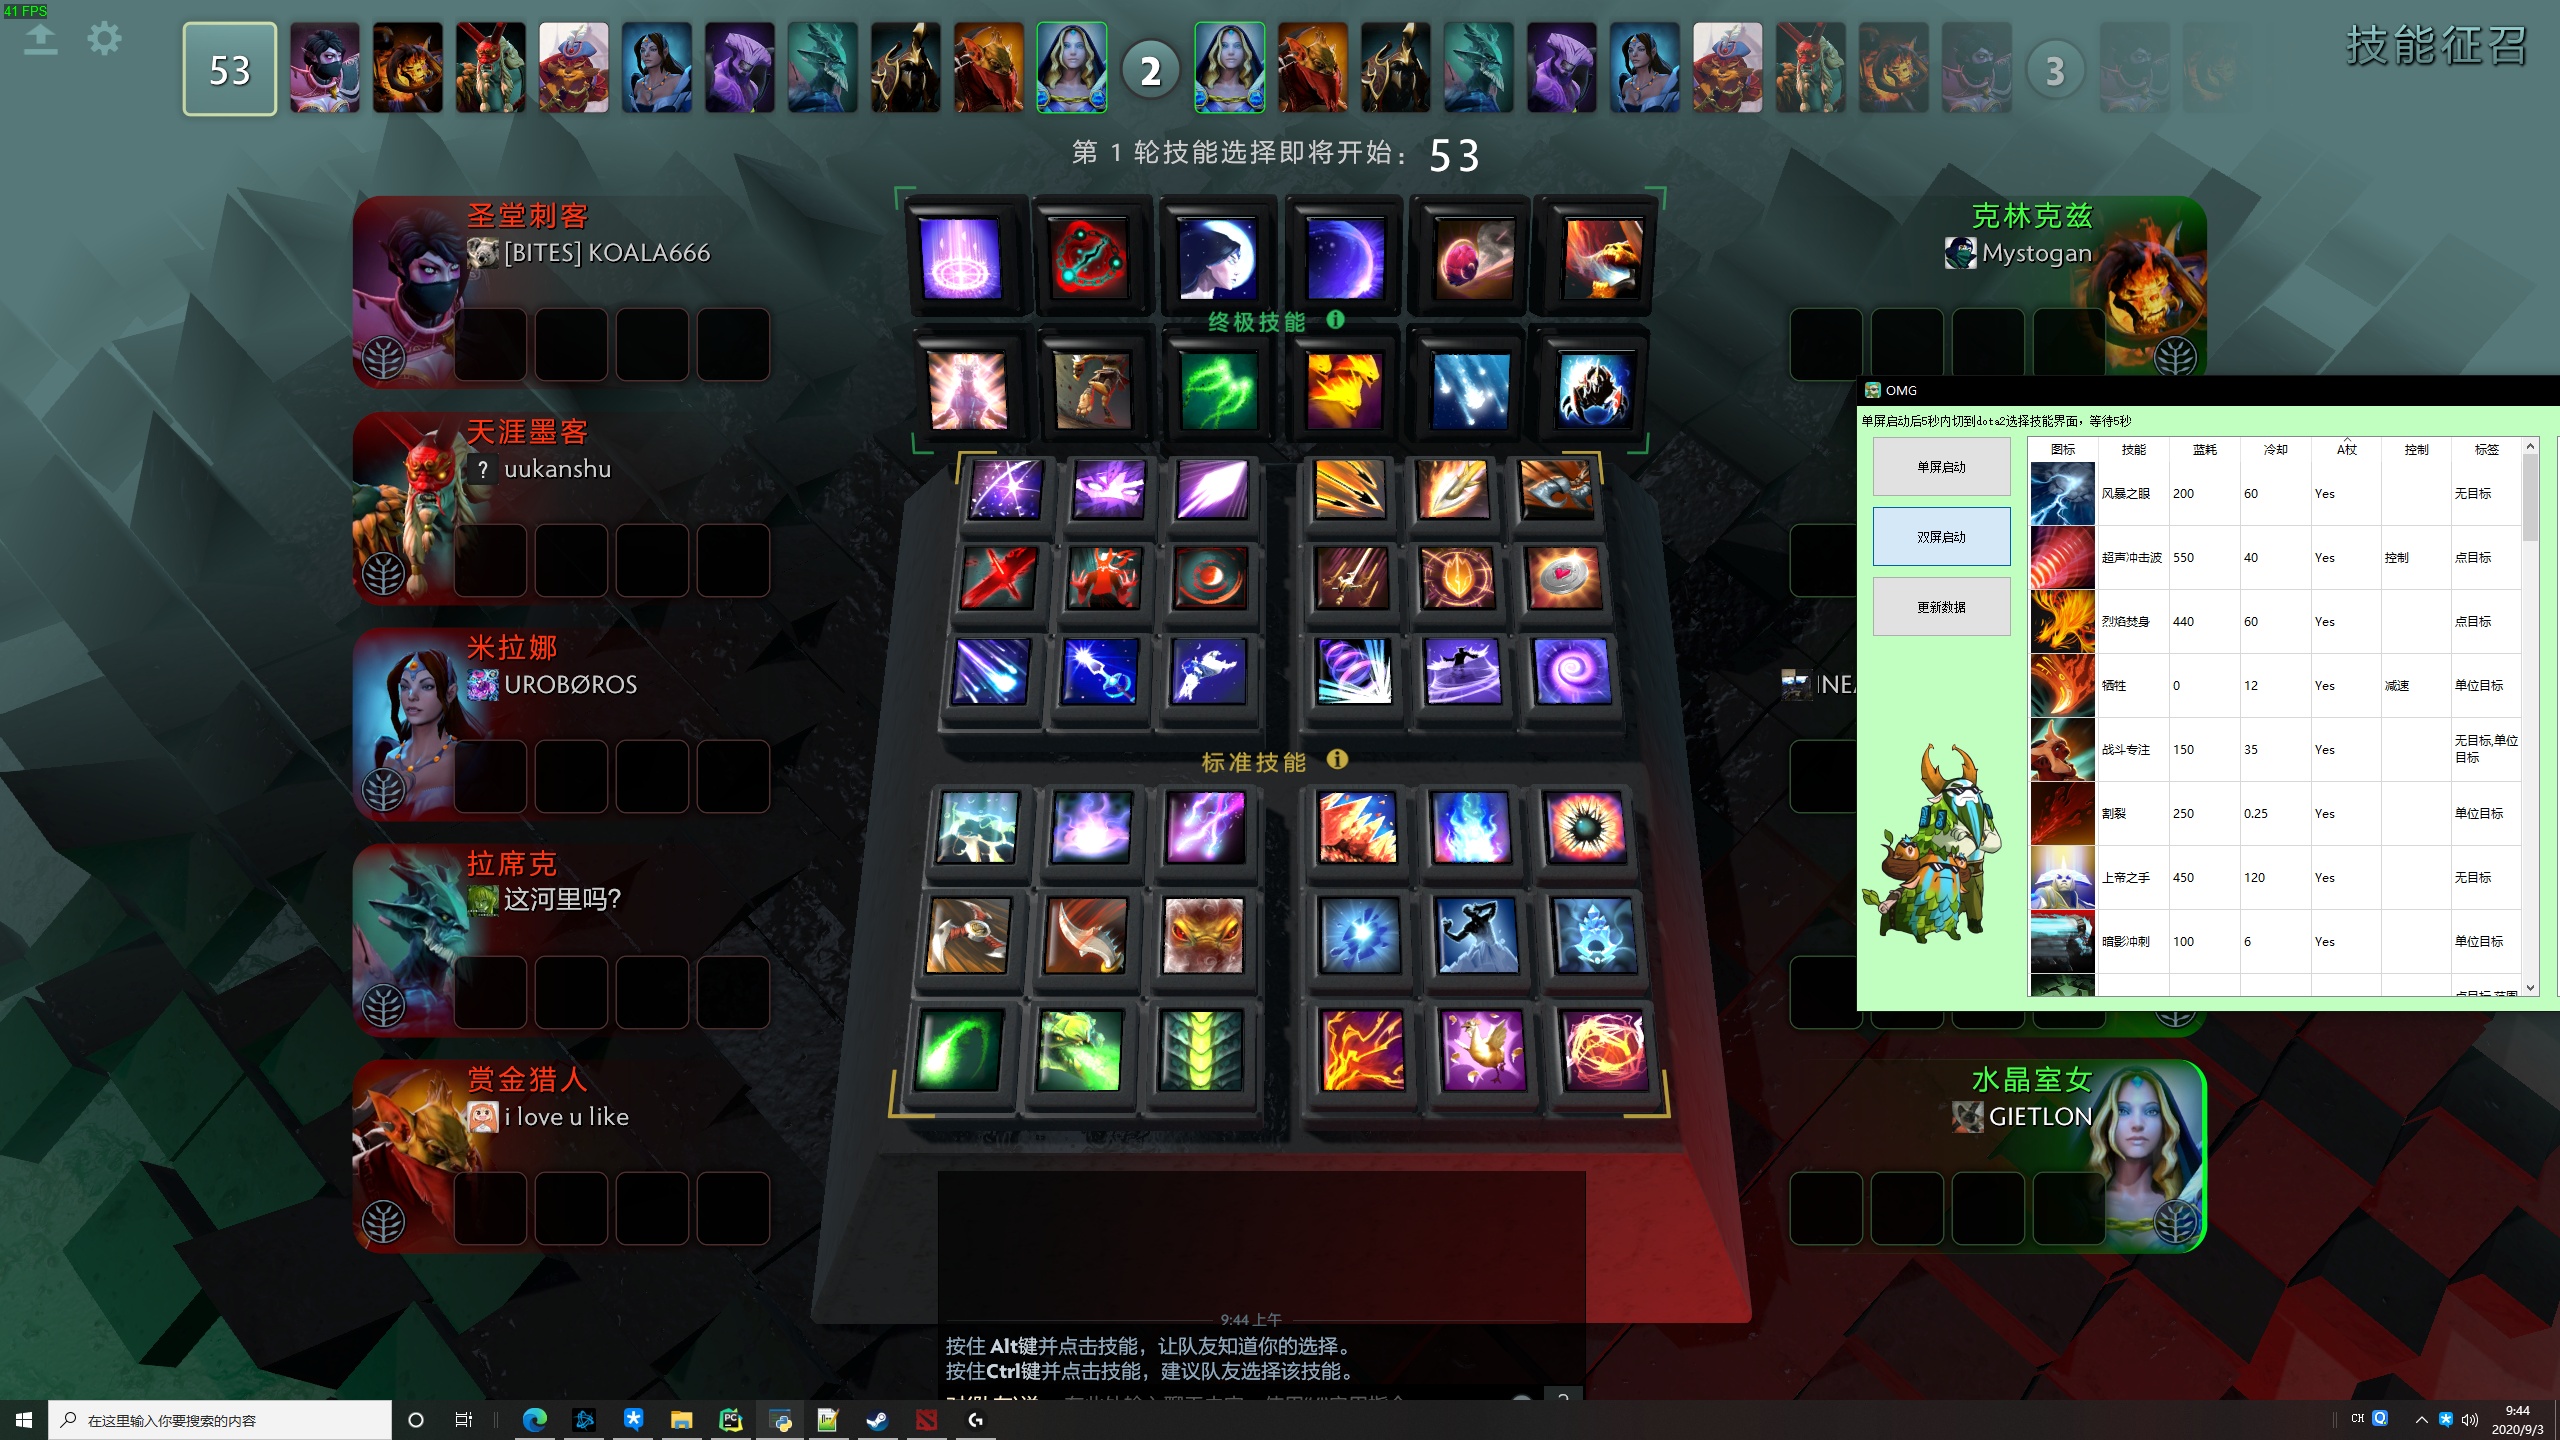 41 FPS
53
2
3
技能征召
第 1 轮技能选择即将开始: 53
圣堂刺客
[BITES] KOALA666
天涯墨客
? uukanshu
米拉娜
UROBØROS
拉席克
这河里吗?
赏金猎人
i love u like
终极技能
标准技能
克林克兹
Mystogan
水晶室女
GIETLON
OMG
单屏启动后5秒内切到dota2选择技能界面，等待5秒
单屏启动
双屏启动
更新数据
图标 技能 蓝耗 冷却 A杖 控制 标签
风暴之眼 200 60 Yes 无目标
超声冲击波 550 40 Yes 控制 点目标
烈焰焚身 440 60 Yes 点目标
牺牲 0 12 Yes 减速 单位目标
战斗专注 150 35 Yes 无目标,单位
目标
割裂 250 0.25 Yes 单位目标
上帝之手 450 120 Yes 无目标
暗影冲刺 100 6 Yes 单位目标
9:44 上午
按住 Alt键并点击技能，让队友知道你的选择。
按住Ctrl键并点击技能，建议队友选择该技能。
在这里输入你要搜索的内容
CH
9:44
2020/9/3